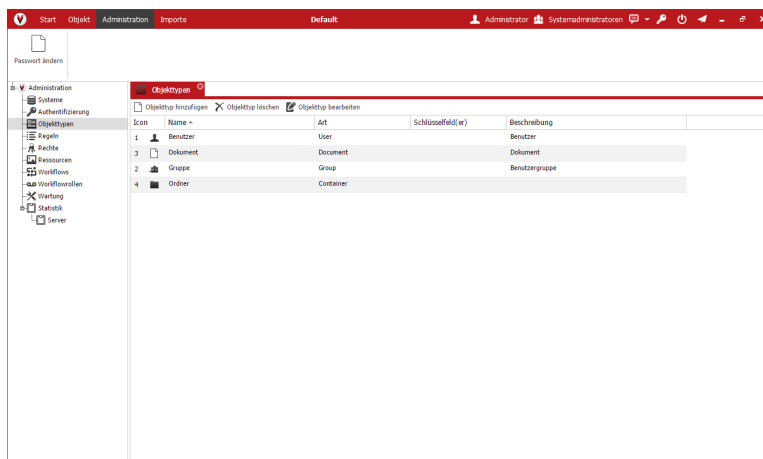 Start Objekt Administration Importe Default Administrator Systemadministratoren
Passwort ändern
Administration
Systeme
Authentifizierung
Objekttypen
Regeln
Rechte
Ressourcen
Workflows
Workflowrollen
Wartung
Statistik
Server
Objekttypen
Objekttyp hinzufügen Objekttyp löschen Objekttyp bearbeiten
Icon Name Art Schlüsselfeld(er) Beschreibung
1 Benutzer User Benutzer
3 Dokument Document Dokument
2 Gruppe Group Benutzergruppe
4 Ordner Container